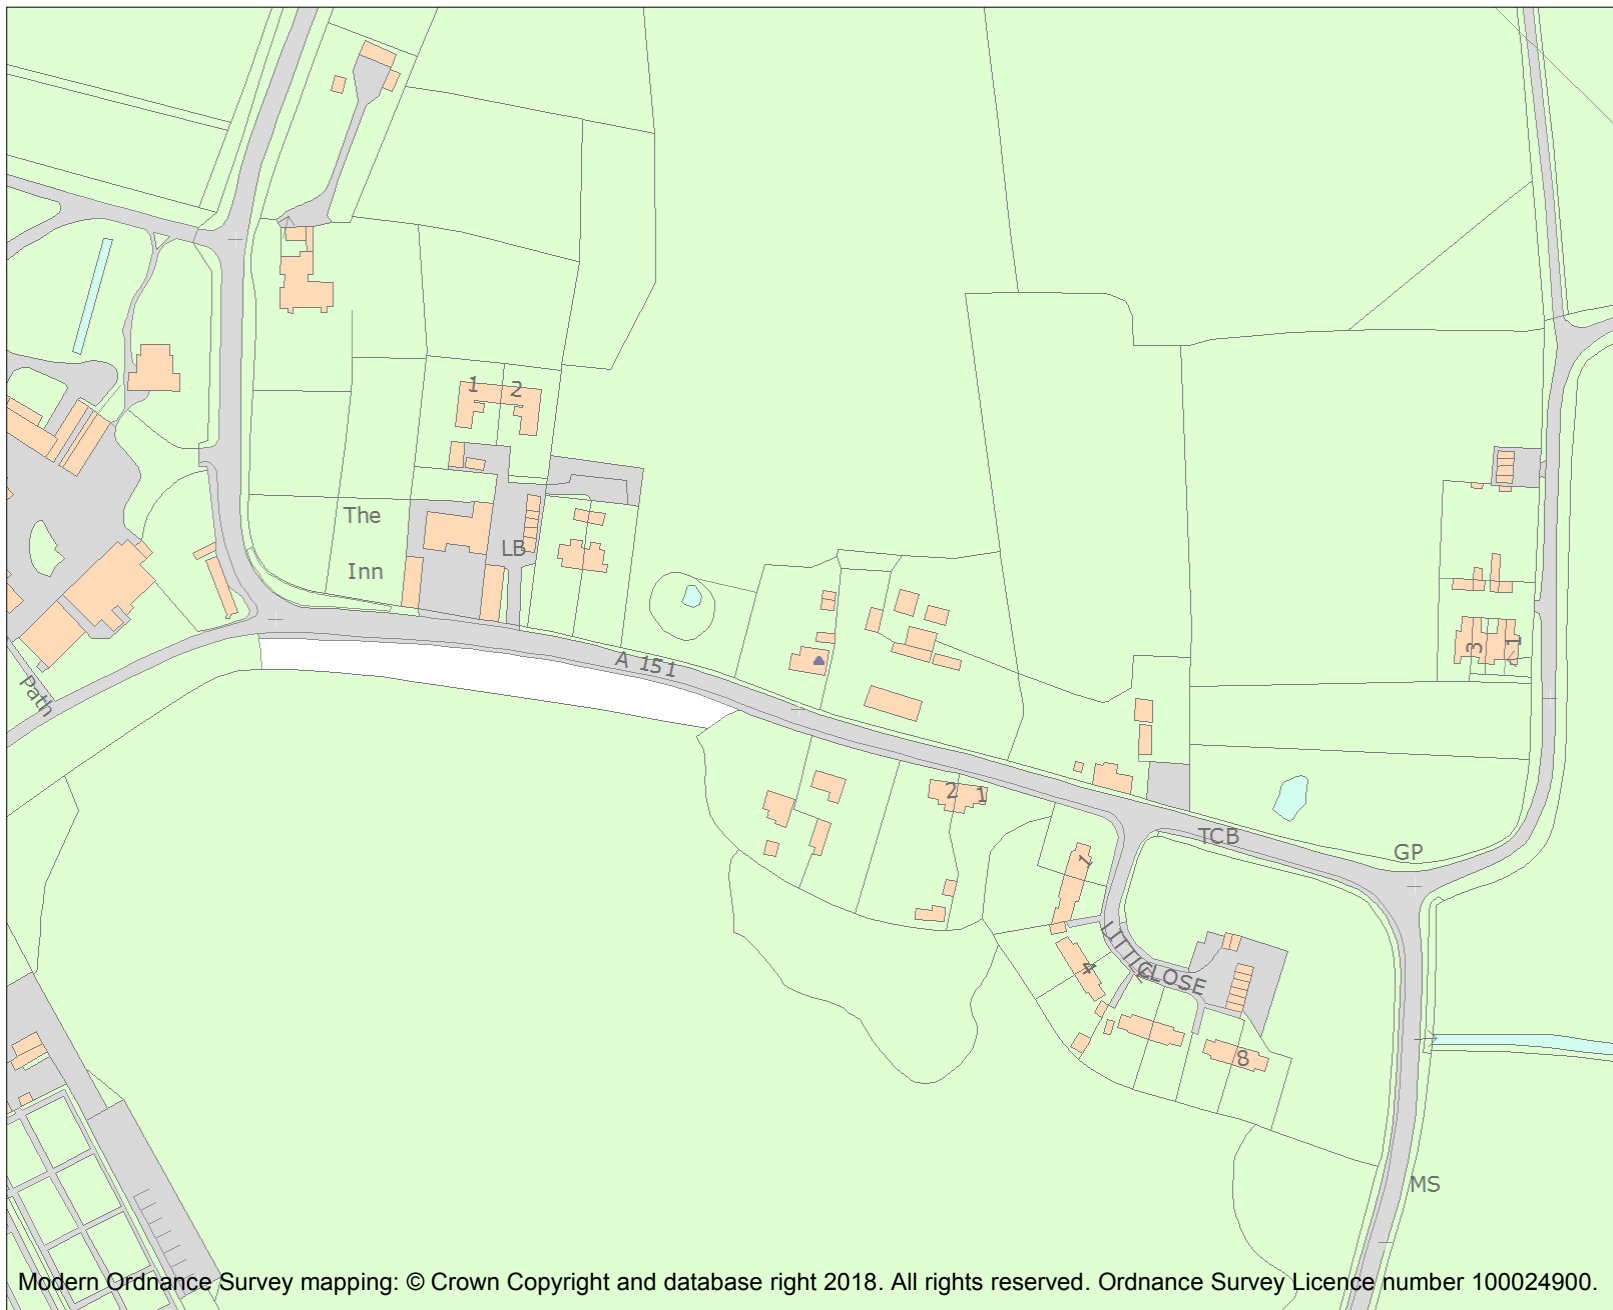 1 2
The
LB
Inn
1
3
A 151
Path
2 1
TCB
GP
1
LITTLE
CLOSE
4
8
MS
Modern Ordnance Survey mapping: © Crown Copyright and database right 2018. All rights reserved. Ordnance Survey Licence number 100024900.